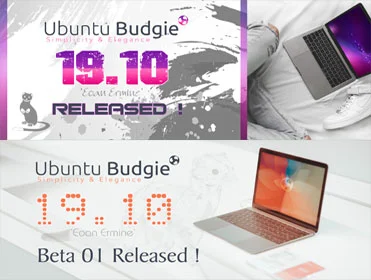 Ubuntu Budgie
Simplicity & Elegance
19.10
"Eoan Ermine"
RELEASED !
Ubuntu Budgie
Simplicity & Elegance
19.10
"Eoan Ermine"
Beta 01 Released !